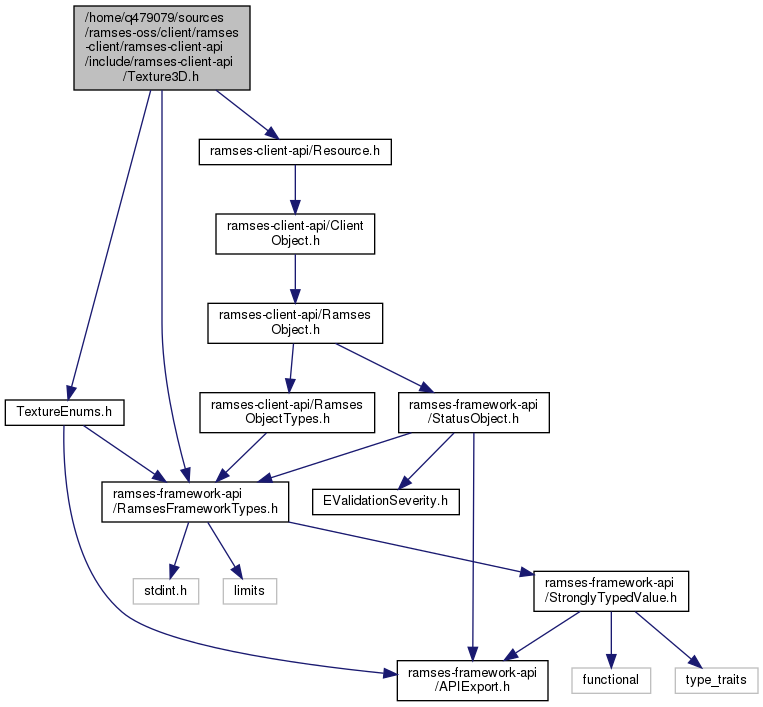 /home/q479079/sources
/ramses-oss/client/ramses
-client/ramses-client-api
/include/ramses-client-api
/Texture3D.h
ramses-client-api/Resource.h
ramses-client-api/Client
Object.h
ramses-client-api/Ramses
Object.h
TextureEnums.h
ramses-client-api/Ramses
ObjectTypes.h
ramses-framework-api
/StatusObject.h
ramses-framework-api
/RamsesFrameworkTypes.h
EValidationSeverity.h
stdint.h
limits
ramses-framework-api
/StronglyTypedValue.h
ramses-framework-api
/APIExport.h
functional
type_traits